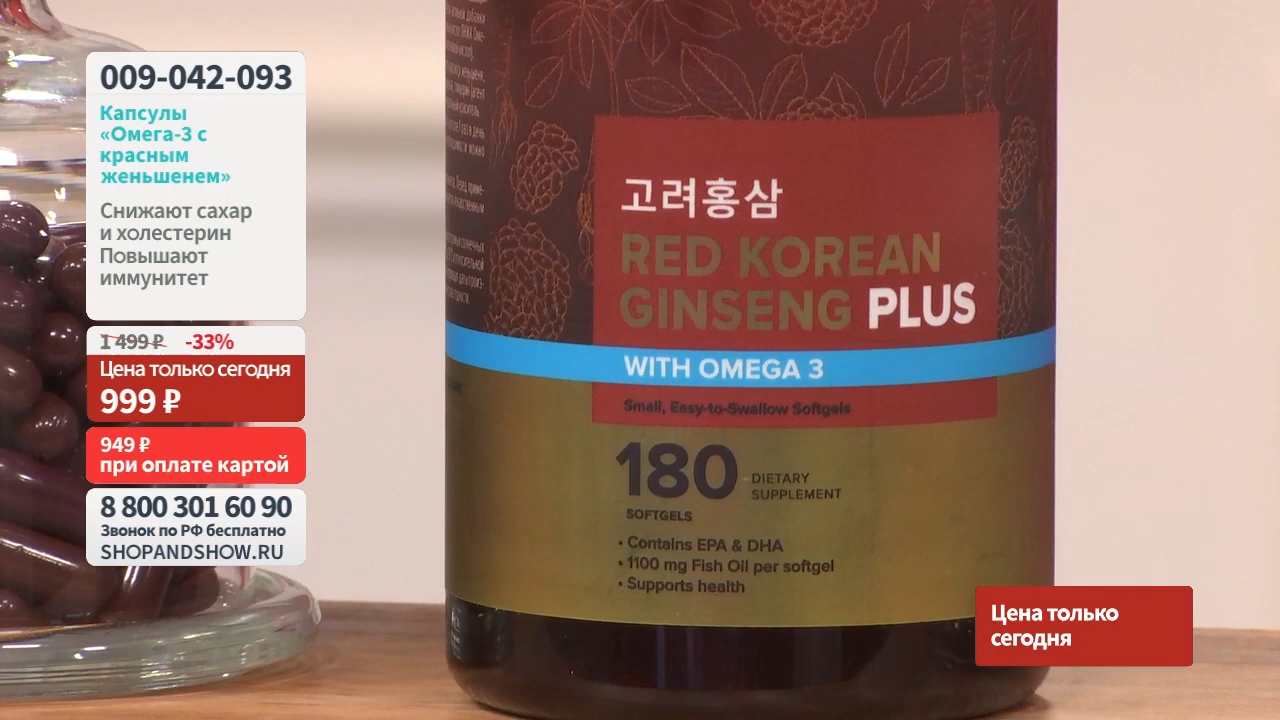 009-042-093
Капсулы
«Омега-3 с
красным
женьшенем»
Снижают сахар
и холестерин
Повышают
иммунитет
1 499 ₽ -33%
Цена только сегодня
999 ₽
949 ₽
при оплате картой
8 800 301 60 90
Звонок по РФ бесплатно
SHOPANDSHOW.RU
고려홍삼
RED KOREAN
GINSENG PLUS
WITH OMEGA 3
Small, Easy-to-Swallow Softgels
180 DIETARY
SUPPLEMENT
SOFTGELS
• Contains EPA & DHA
• 1100 mg Fish Oil per softgel
• Supports health
Цена только
сегодня